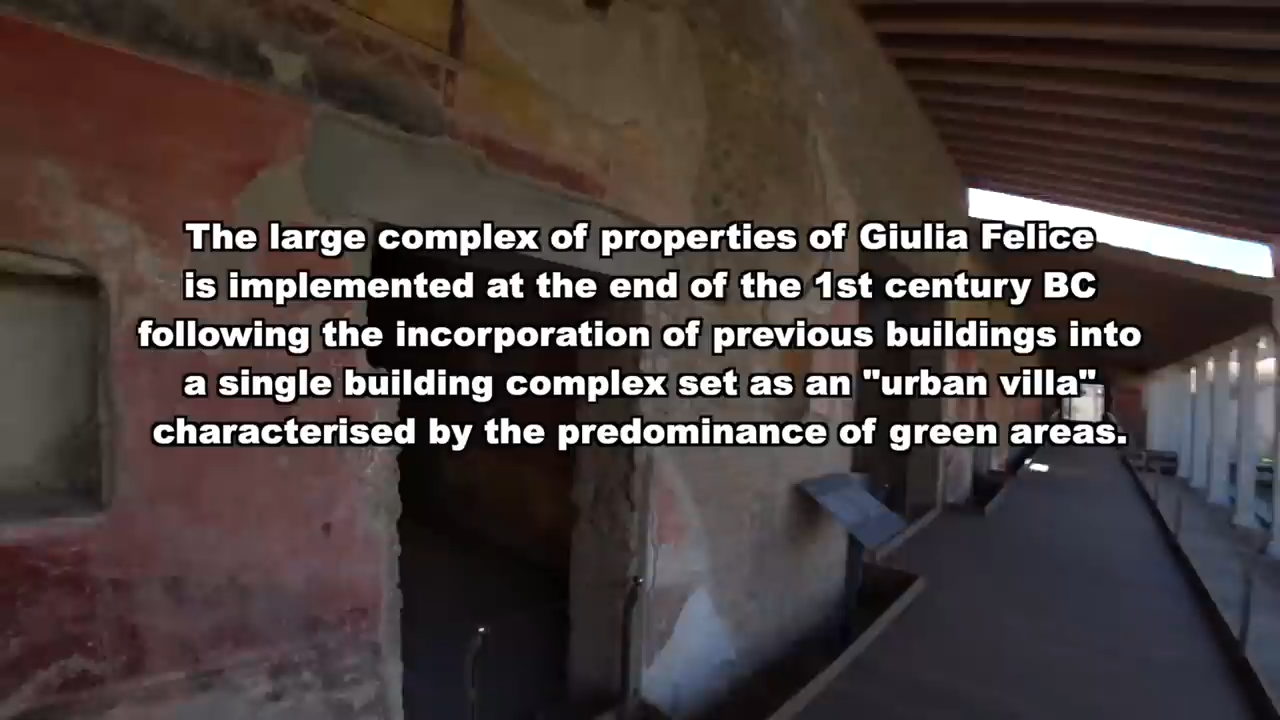 The large complex of properties of Giulia Felice
is implemented at the end of the 1st century BC
following the incorporation of previous buildings into
a single building complex set as an "urban villa"
characterised by the predominance of green areas.